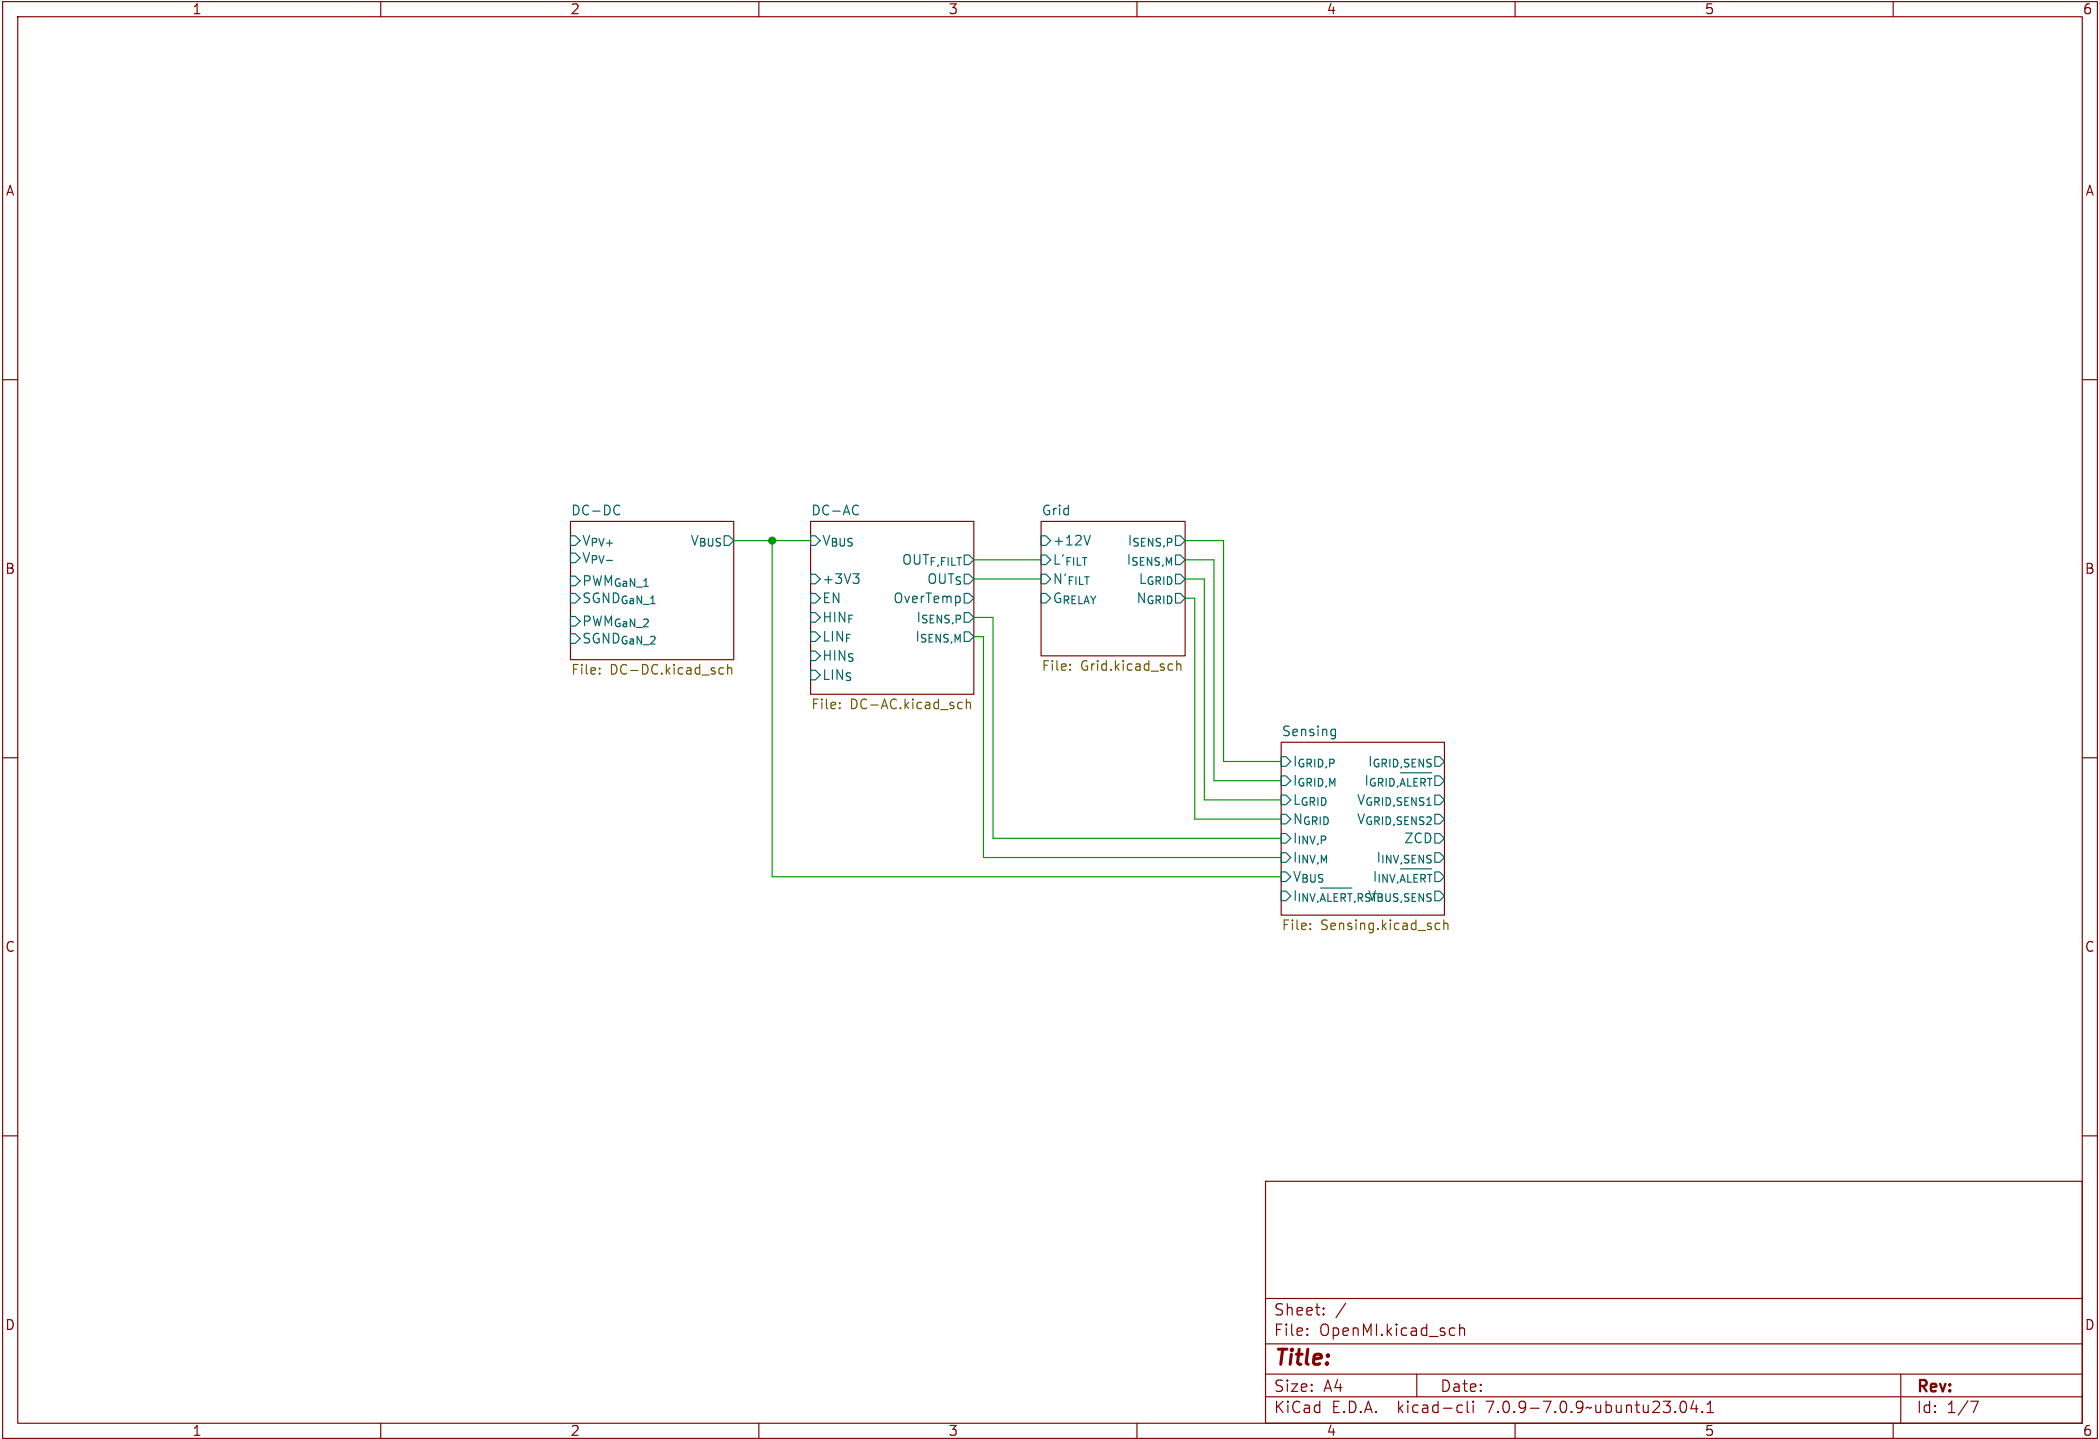 1 2 3 4 5 6
A A
B B
C C
D D
DC-DC
VPV+ VBUS
VPV-
PWMGaN_1
SGNDGaN_1
PWMGaN_2
SGNDGaN_2
File: DC-DC.kicad_sch
DC-AC
VBUS
OUTF,FILT
+3V3 OUTS
EN OverTemp
HINF ISENS,P
LINF ISENS,M
HINS
LINS
File: DC-AC.kicad_sch
Grid
+12V ISENS,P
L'FILT ISENS,M
N'FILT LGRID
GRELAY NGRID
File: Grid.kicad_sch
Sensing
IGRID,P IGRID,SENS
IGRID,M IGRID,ALERT
LGRID VGRID,SENS1
NGRID VGRID,SENS2
IINV,P ZCD
IINV,M IINV,SENS
VBUS IINV,ALERT
IINV,ALERT,RST VBUS,SENS
File: Sensing.kicad_sch
Sheet: /
File: OpenMI.kicad_sch
Title:
Size: A4 Date: Rev:
KiCad E.D.A. kicad-cli 7.0.9-7.0.9~ubuntu23.04.1 Id: 1/7
1 2 3 4 5 6